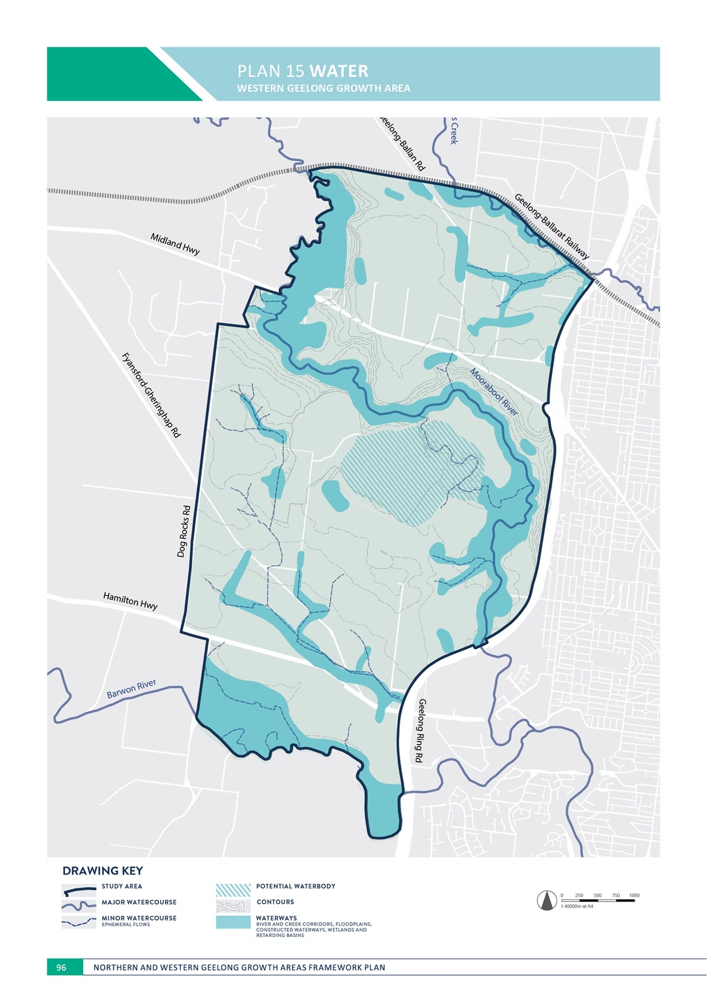 PLAN 15 WATER
WESTERN GEELONG GROWTH AREA
s Creek
Geelong-Ballan Rd
Geelong-Ballarat Railway
Midland Hwy
Fyansford-Gheringhap Rd
Moorabool River
Dog Rocks Rd
Hamilton Hwy
Barwon River
Geelong Ring Rd
DRAWING KEY
STUDY AREA
MAJOR WATERCOURSE
MINOR WATERCOURSE
EPHEMERAL FLOWS
POTENTIAL WATERBODY
CONTOURS
WATERWAYS
RIVER AND CREEK CORRIDORS, FLOODPLAINS,
CONSTRUCTED WATERWAYS, WETLANDS AND
RETARDING BASINS
0 250 500 750 1000
1:40000m at A4
96 NORTHERN AND WESTERN GEELONG GROWTH AREAS FRAMEWORK PLAN